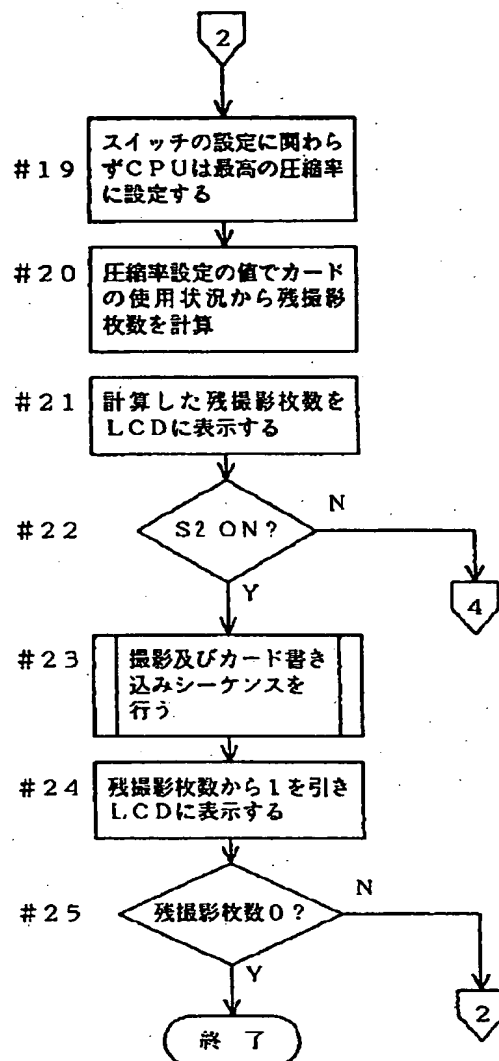 2
#19
スイッチの設定に関わら
ずCPUは最高の圧縮率
に設定する
#20
圧縮率設定の値でカード
の使用状況から残撮影
枚数を計算
#21
計算した残撮影枚数を
LCDに表示する
#22
S2 ON?
N
4
Y
#23
撮影及びカード書き
込みシーケンスを
行う
#24
残撮影枚数から1を引き
LCDに表示する
#25
残撮影枚数0?
N
2
Y
終了